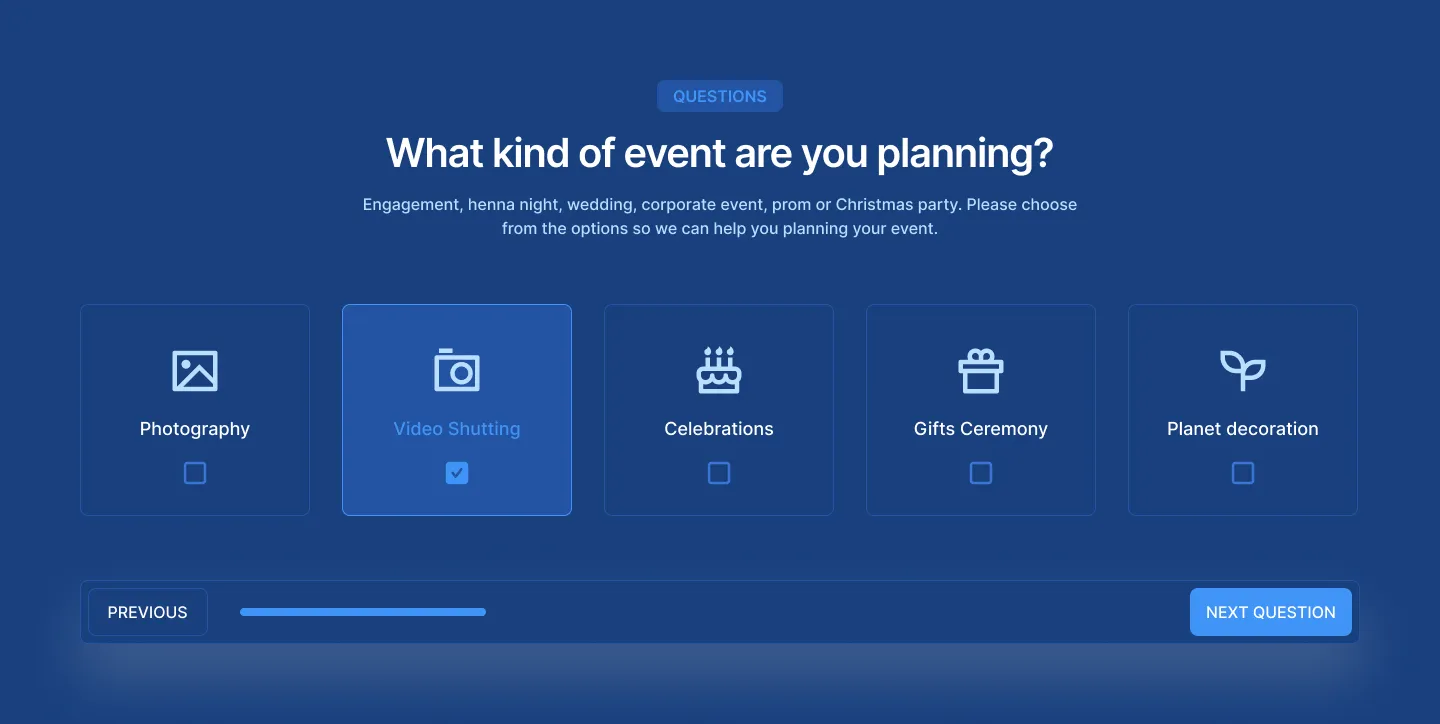 QUESTIONS
What kind of event are you planning?
Engagement, henna night, wedding, corporate event, prom or Christmas party. Please choose
from the options so we can help you planning your event.
Photography
Video Shutting
Celebrations
Gifts Ceremony
Planet decoration
PREVIOUS
NEXT QUESTION